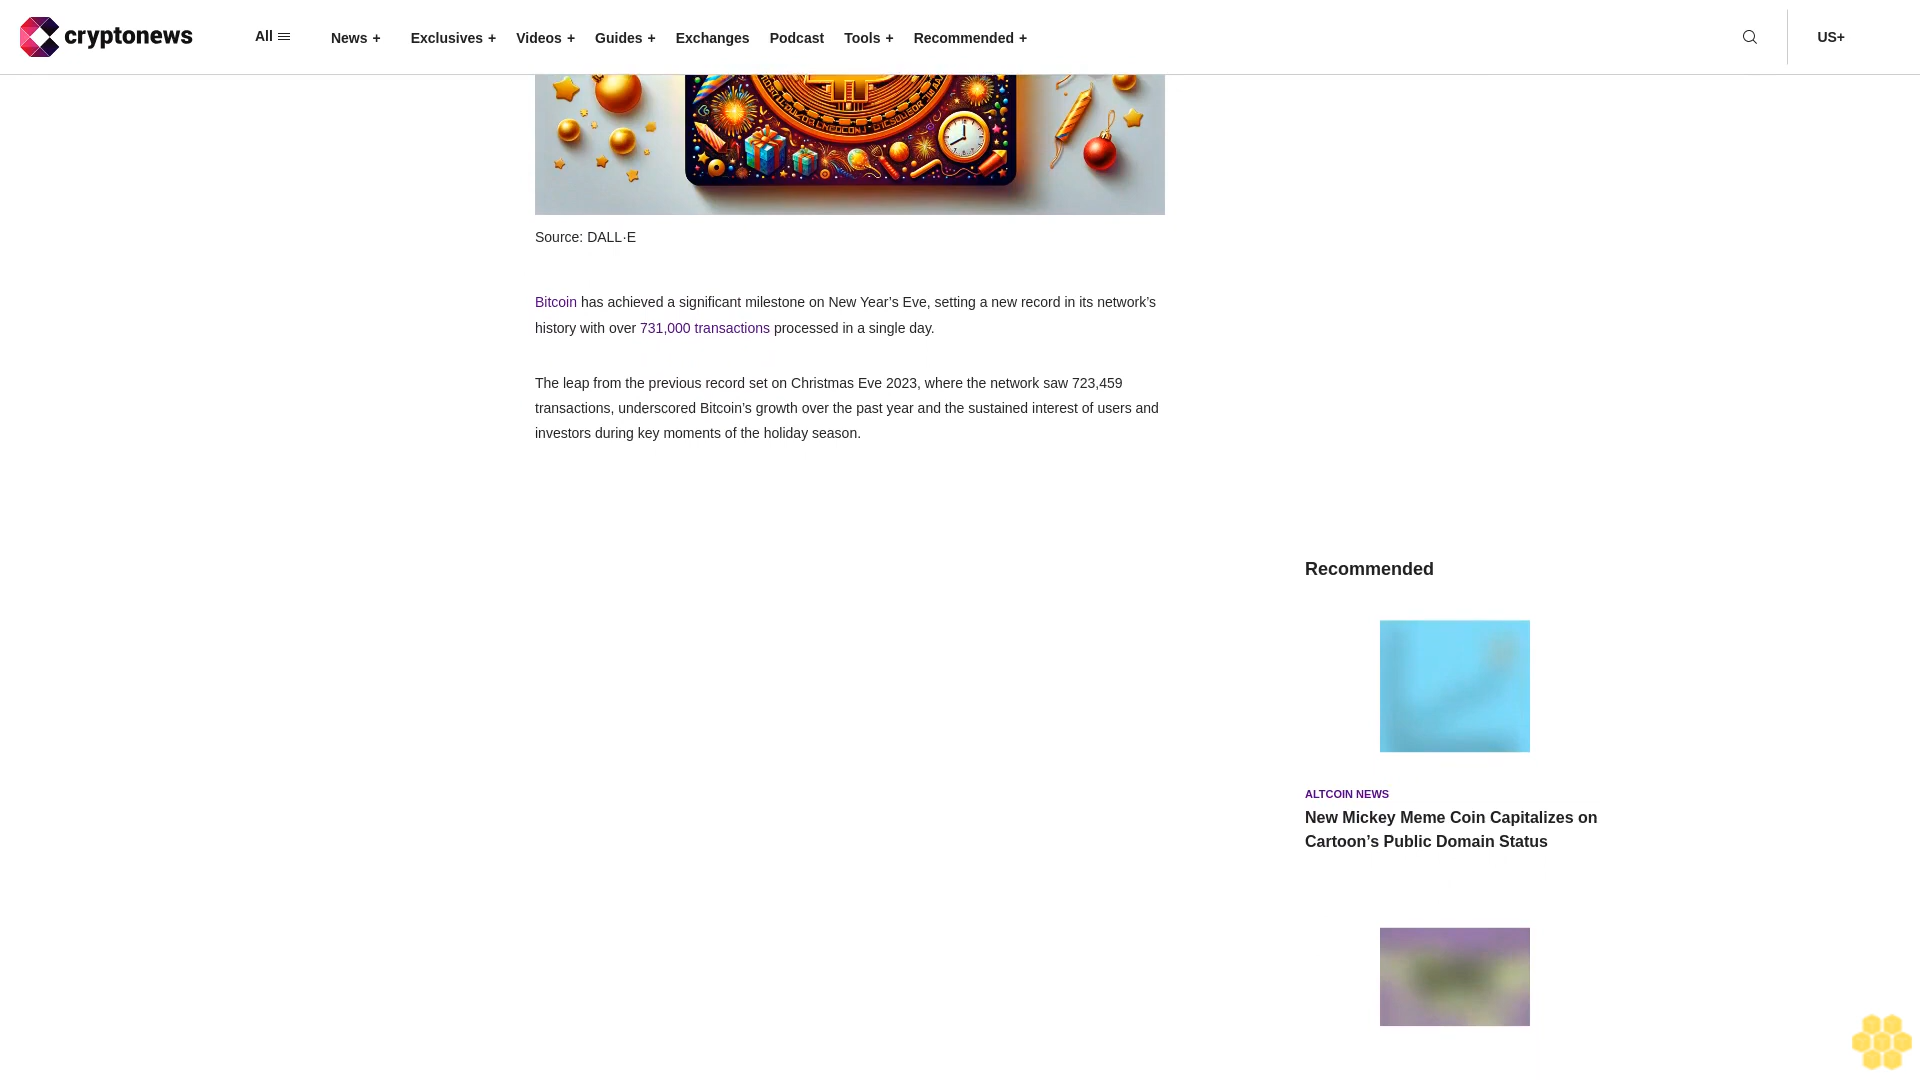 cryptonews
All
News +
Exclusives +
Videos +
Guides +
Exchanges
Podcast
Tools +
Recommended +
US+
Source: DALL·E
Bitcoin has achieved a significant milestone on New Year’s Eve, setting a new record in its network’s
history with over 731,000 transactions processed in a single day.
The leap from the previous record set on Christmas Eve 2023, where the network saw 723,459
transactions, underscored Bitcoin’s growth over the past year and the sustained interest of users and
investors during key moments of the holiday season.
Recommended
ALTCOIN NEWS
New Mickey Meme Coin Capitalizes on
Cartoon’s Public Domain Status